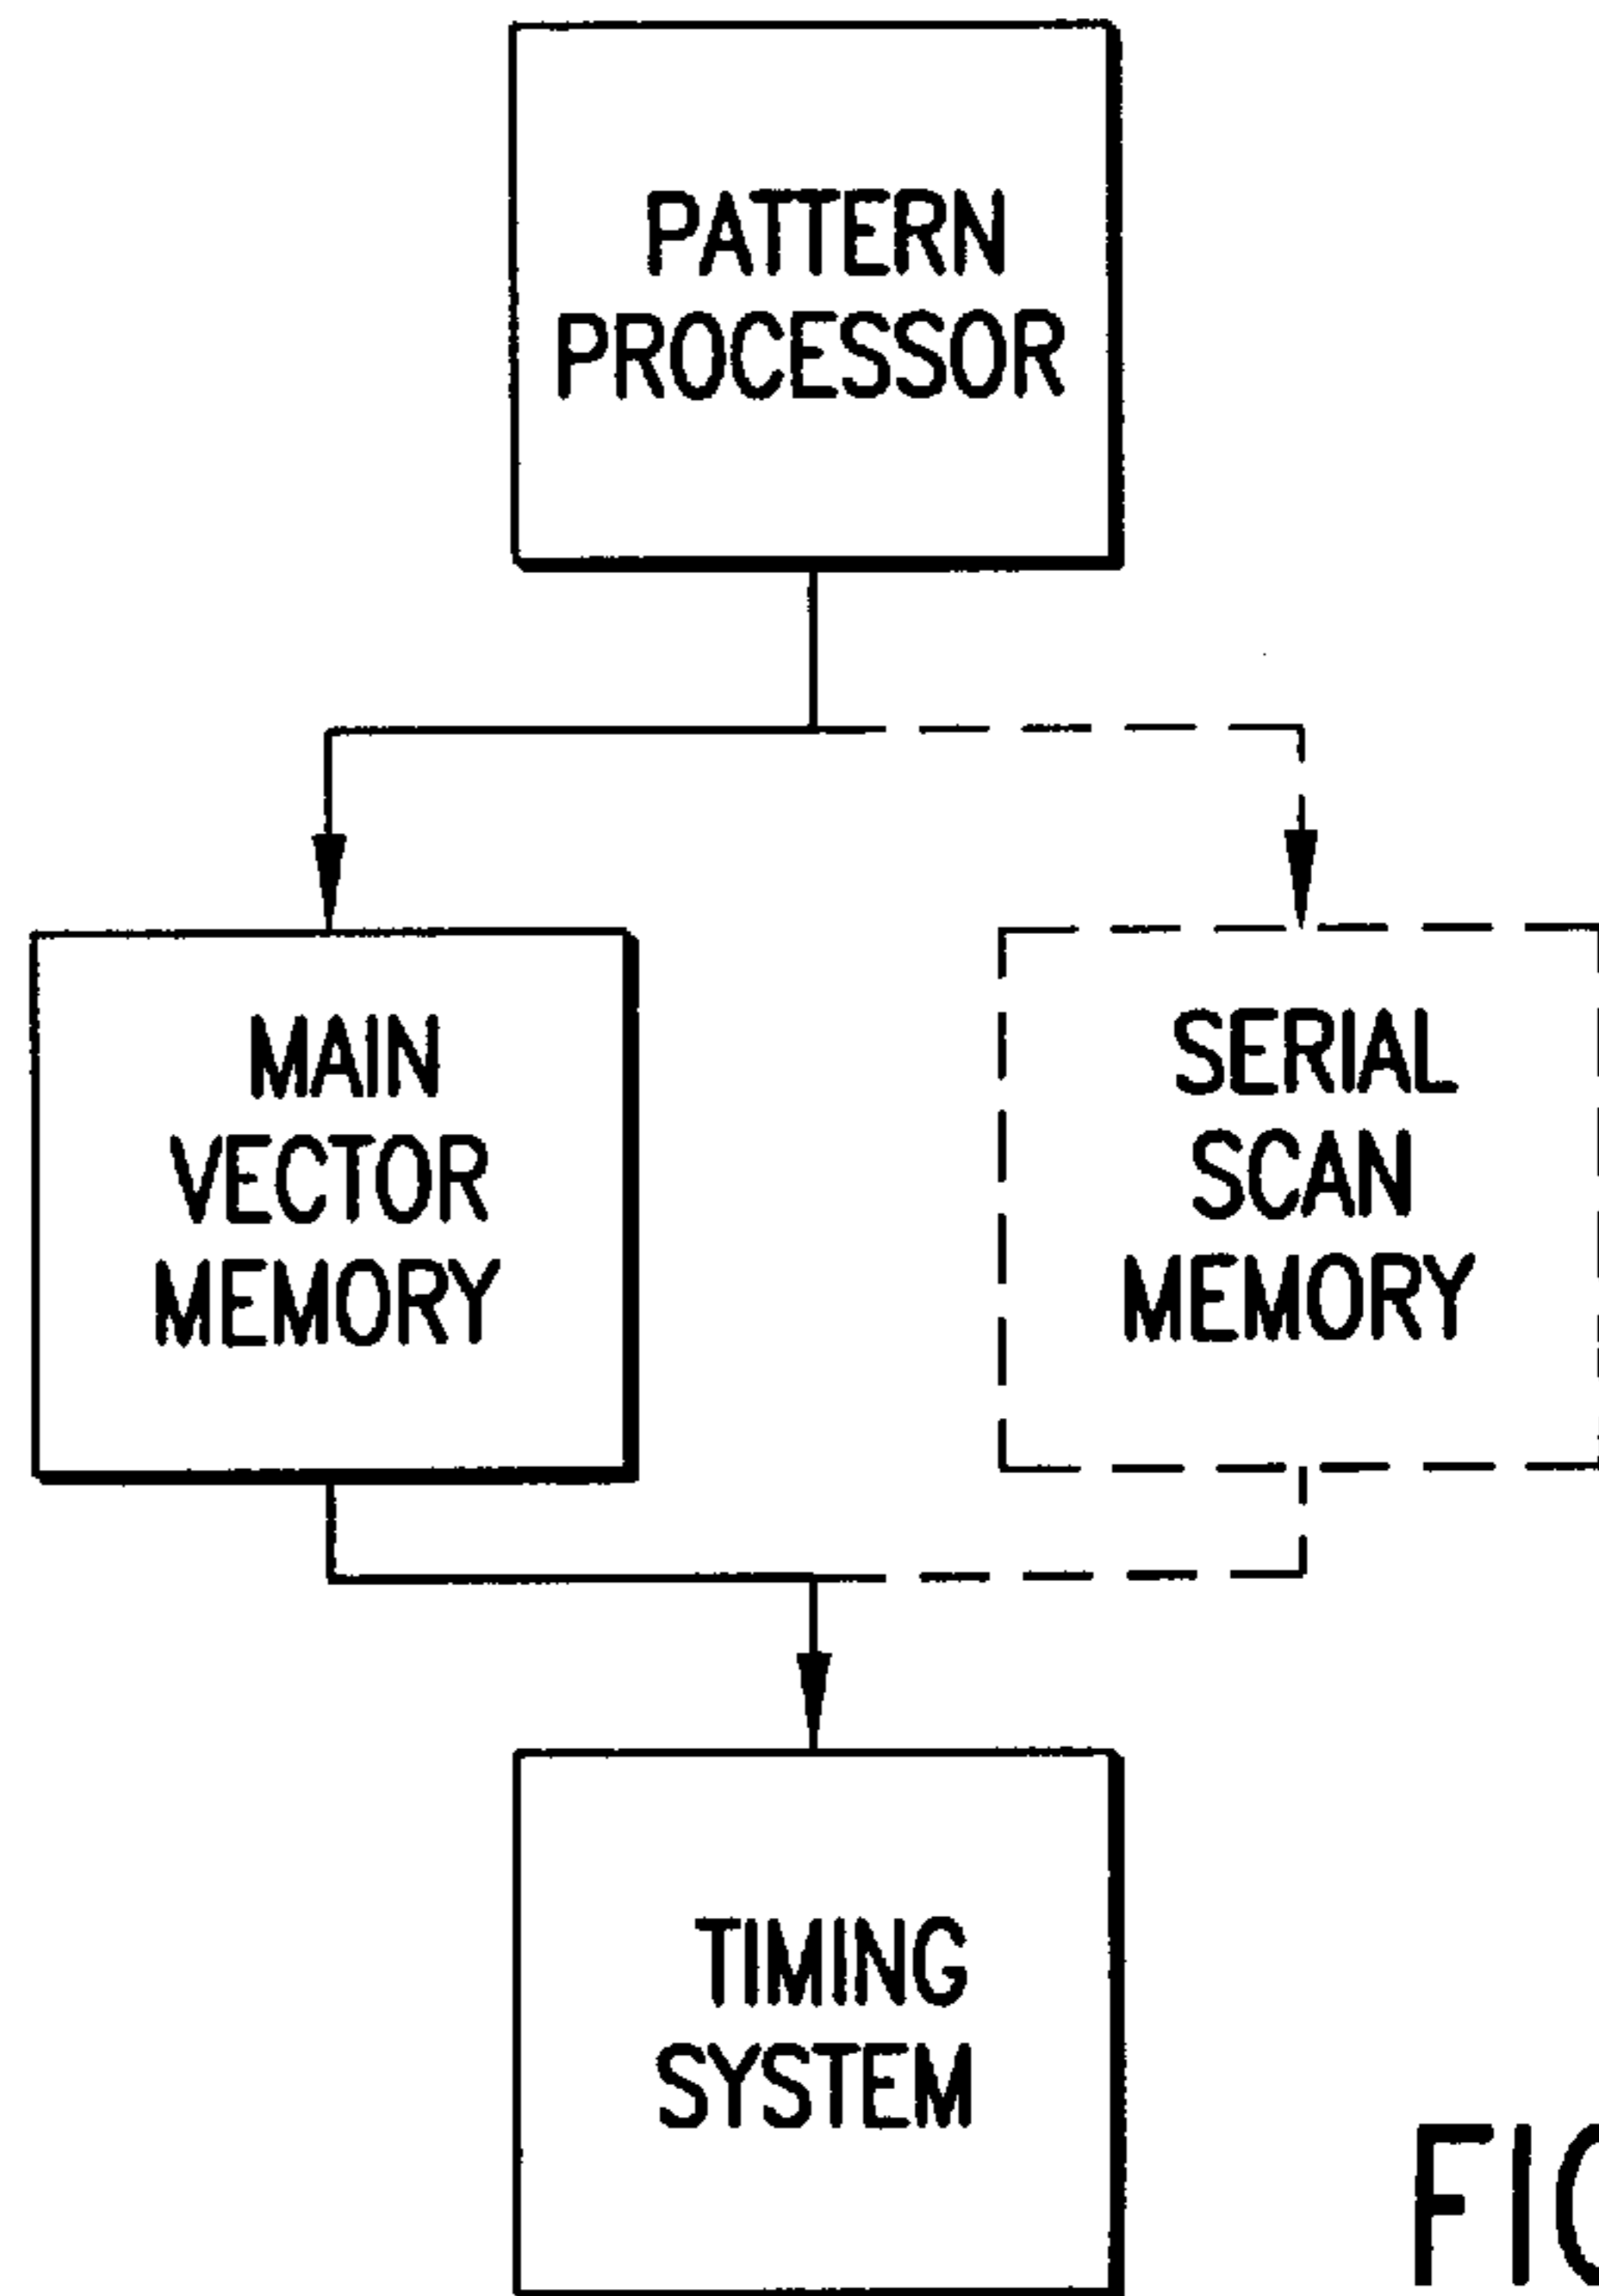 PATTERN
PROCESSOR
MAIN
VECTOR
MEMORY
SERIAL
SCAN
MEMORY
TIMING
SYSTEM